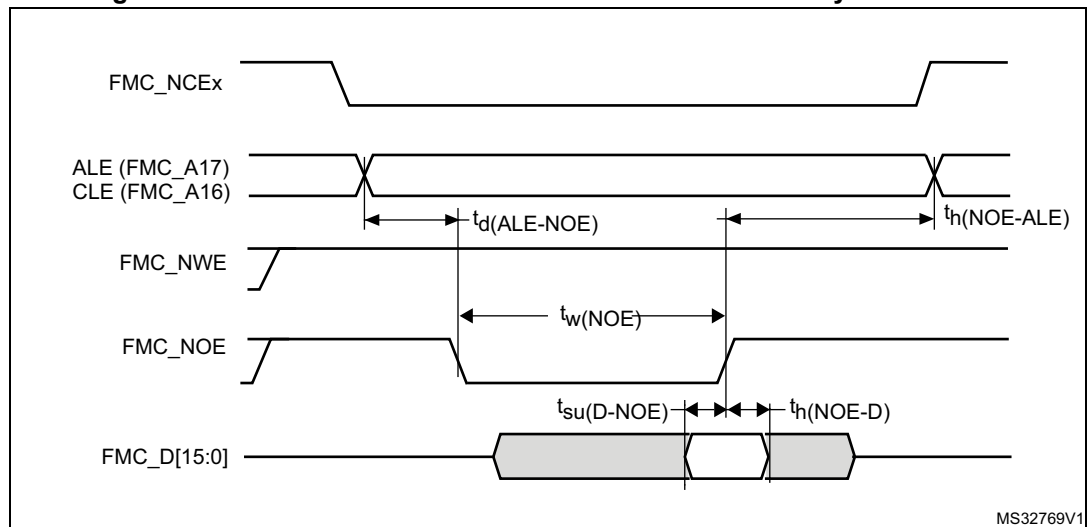 FMC_NCEx
ALE (FMC_A17)
CLE (FMC_A16)
td(ALE-NOE)
th(NOE-ALE)
FMC_NWE
tw(NOE)
FMC_NOE
tsu(D-NOE)
th(NOE-D)
FMC_D[15:0]
MS32769V1